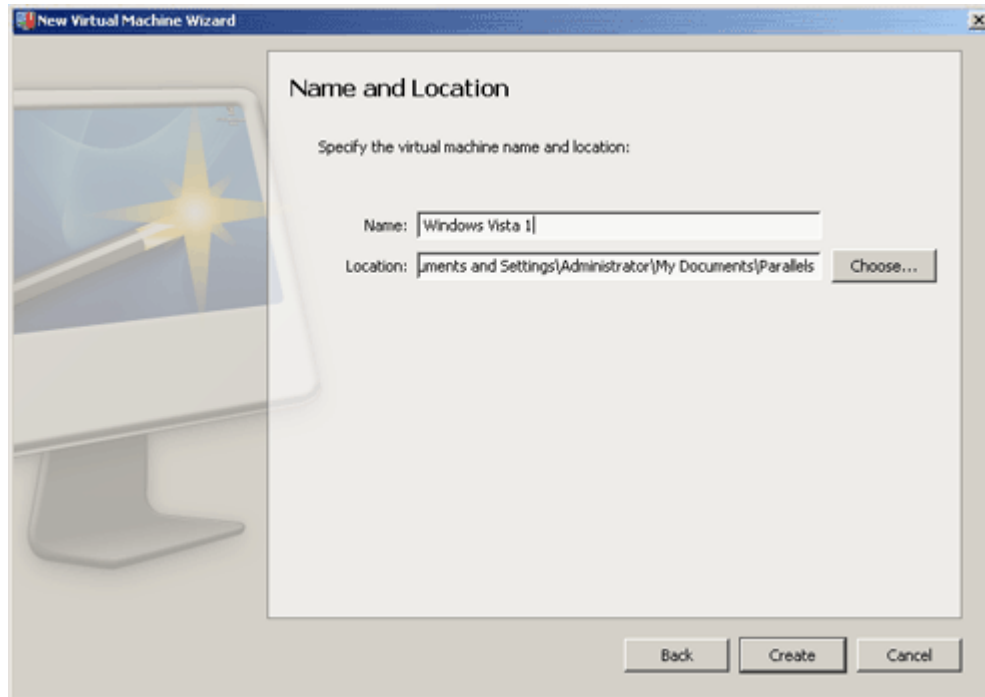 New Virtual Machine Wizard
Name and Location
Specify the virtual machine name and location:
Name: Windows Vista 1
Location: uments and Settings\Administrator\My Documents\Parallels Choose...
Back Create Cancel